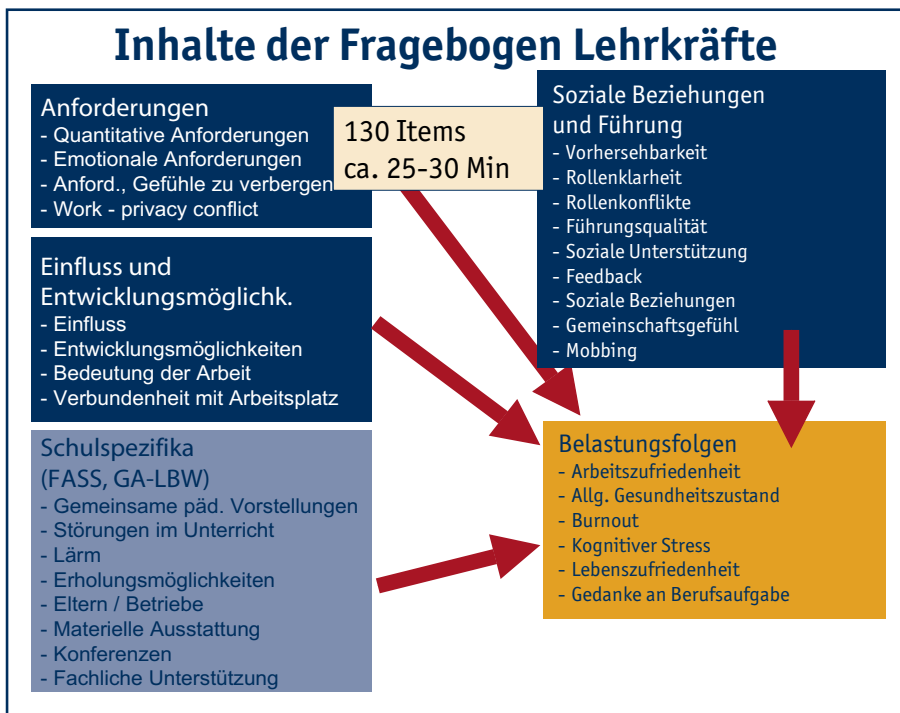 Inhalte der Fragebogen Lehrkräfte
Anforderungen
- Quantitative Anforderungen
- Emotionale Anforderungen
- Anford., Gefühle zu verbergen
- Work - privacy conflict
130 Items
ca. 25-30 Min
Soziale Beziehungen
und Führung
- Vorhersehbarkeit
- Rollenklarheit
- Rollenkonflikte
- Führungsqualität
- Soziale Unterstützung
- Feedback
- Soziale Beziehungen
- Gemeinschaftsgefühl
- Mobbing
Einfluss und
Entwicklungsmöglichk.
- Einfluss
- Entwicklungsmöglichkeiten
- Bedeutung der Arbeit
- Verbundenheit mit Arbeitsplatz
Schulspezifika
(FASS, GA-LBW)
- Gemeinsame päd. Vorstellungen
- Störungen im Unterricht
- Lärm
- Erholungsmöglichkeiten
- Eltern / Betriebe
- Materielle Ausstattung
- Konferenzen
- Fachliche Unterstützung
Belastungsfolgen
- Arbeitszufriedenheit
- Allg. Gesundheitszustand
- Burnout
- Kognitiver Stress
- Lebenszufriedenheit
- Gedanke an Berufsaufgabe